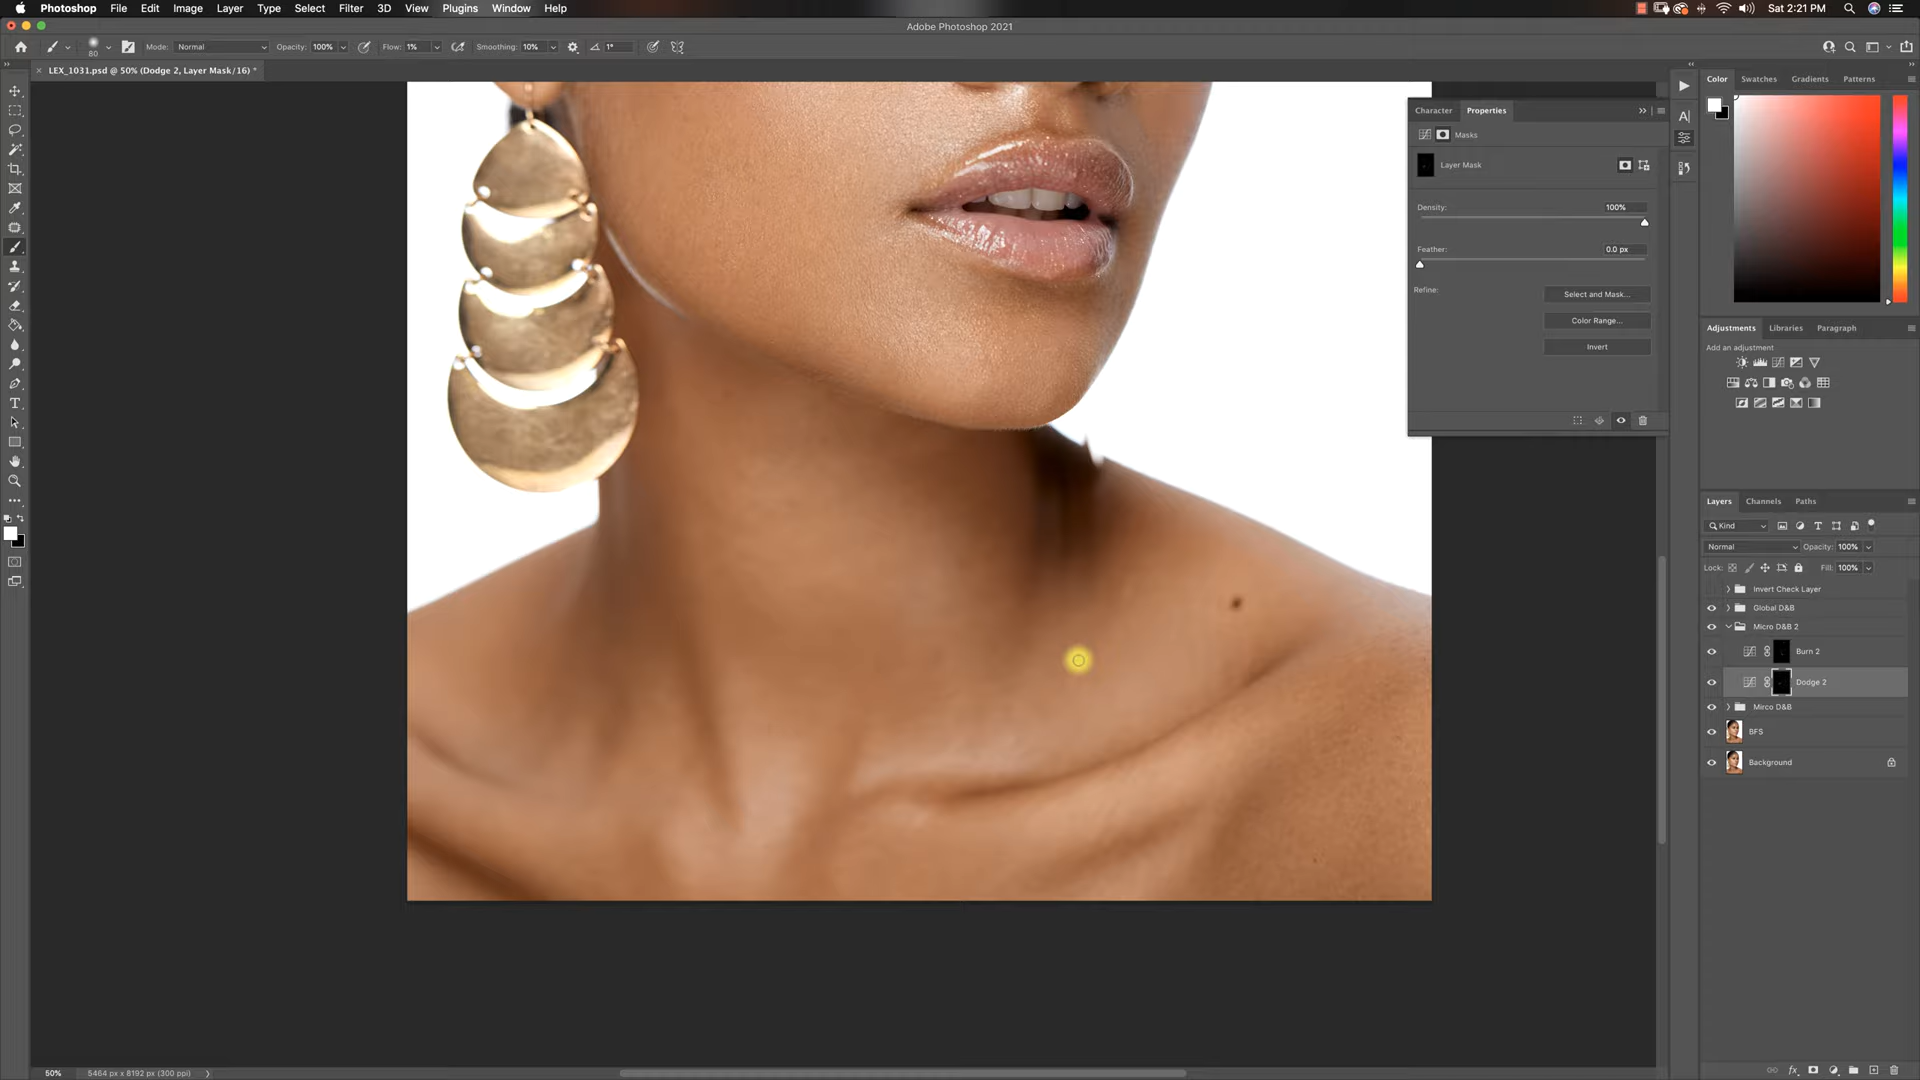 Photoshop File Edit Image Layer Type Select Filter 3D View Plugins Window Help Sat 2:21 PM
Adobe Photoshop 2021
80 Mode: Normal Opacity: 100% Flow: 1% Smoothing: 10% 1°
LEX_1031.psd @ 50% (Dodge 2, Layer Mask/16) *
Character Properties
Masks
Layer Mask
Density: 100%
Feather: 0.0 px
Refine: Select and Mask...
Color Range...
Invert
Color Swatches Gradients Patterns
Adjustments Libraries Paragraph
Add an adjustment
Layers Channels Paths
Kind
Normal Opacity: 100%
Lock: Fill: 100%
Invert Check Layer
Global D&B
Micro D&B 2
Burn 2
Dodge 2
Mirco D&B
BFS
Background
50% 5464 px x 8192 px (300 ppi)